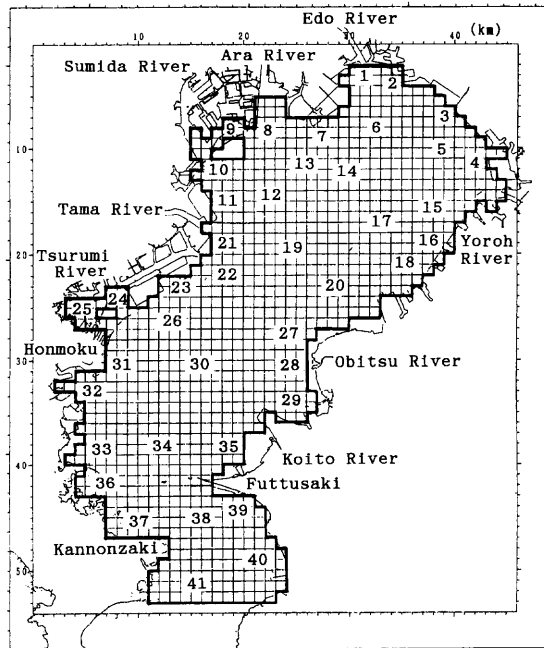 Edo River
10 20 30 40 (km)
Ara River
Sumida River
1 2
3
9 8 7 6
5
10
13 4
10 14
11 12 15
Tama River
17
21 19 16
Yoroh River
20
Tsurumi River
22 18
24 23 20
25
26
27
Honmoku
30
31 30 28
Obitsu River
32
29
33 34 35
Koito River
40
36
Futtusaki
39
37 38
Kannonzaki
40
50
41